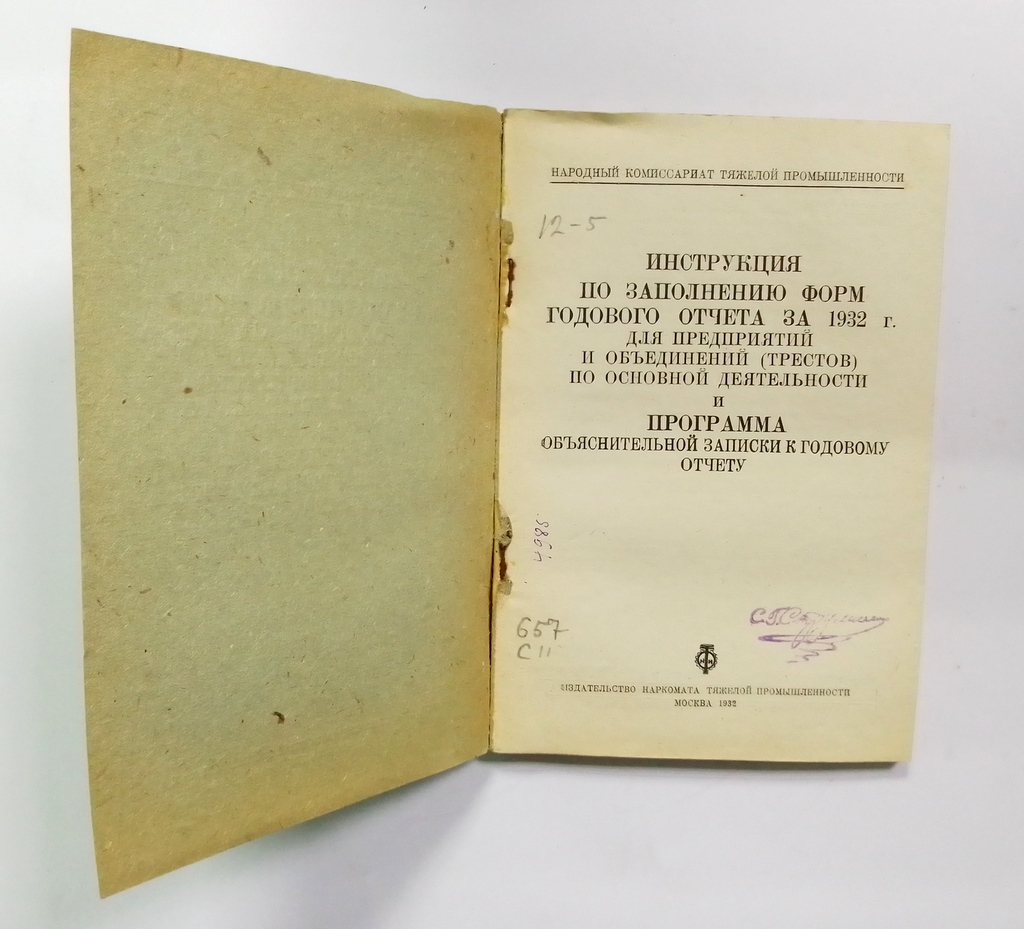 НАРОДНЫЙ КОМИССАРИАТ ТЯЖЕЛОЙ ПРОМЫШЛЕННОСТИ
12-5
ИНСТРУКЦИЯ
ПО ЗАПОЛНЕНИЮ ФОРМ
ГОДОВОГО ОТЧЕТА ЗА 1932 г.
ДЛЯ ПРЕДПРИЯТИЙ
И ОБЪЕДИНЕНИЙ (ТРЕСТОВ)
ПО ОСНОВНОЙ ДЕЯТЕЛЬНОСТИ
И
ПРОГРАММА
ОБЪЯСНИТЕЛЬНОЙ ЗАПИСКИ К ГОДОВОМУ
ОТЧЕТУ
657
С II
ИЗДАТЕЛЬСТВО НАРКОМАТА ТЯЖЕЛОЙ ПРОМЫШЛЕННОСТИ
МОСКВА 1932